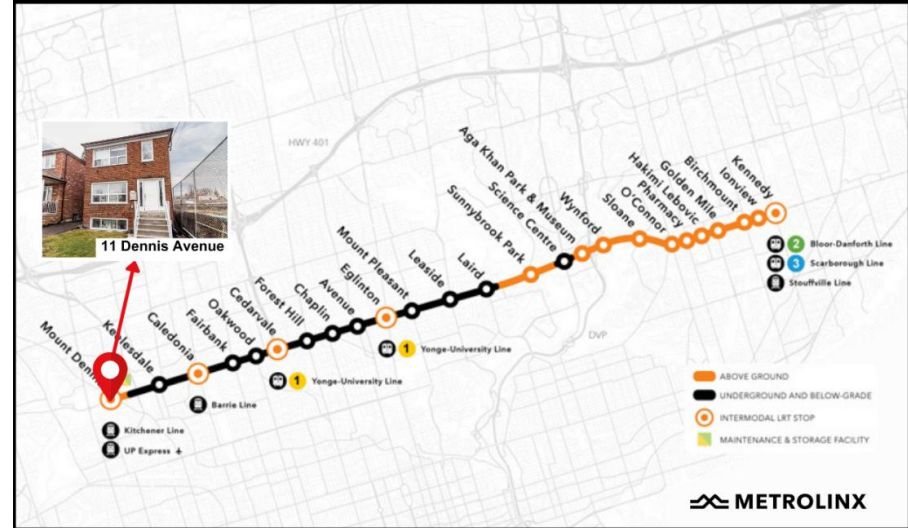 HWY 401
11 Dennis Avenue
Mount Dennis
Keelesdale
Caledonia
Fairbank
Oakwood
Cedarvale
Forest Hill
Chaplin
Avenue
Eglinton
Mount Pleasant
Leaside
Laird
Sunnybrook Park
Science Centre
Aga Khan Park & Museum
Wynford
Sloane
O'Connor
Pharmacy
Hakimi Lebovic
Golden Mile
Birchmount
Ionview
Kennedy
2 Bloor-Danforth Line
3 Scarborough Line
Stouffville Line
DVP
1 Yonge-University Line
1 Yonge-University Line
Barrie Line
Kitchener Line
UP Express
ABOVE GROUND
UNDERGROUND AND BELOW-GRADE
INTERMODAL LRT STOP
MAINTENANCE & STORAGE FACILITY
METROLINX